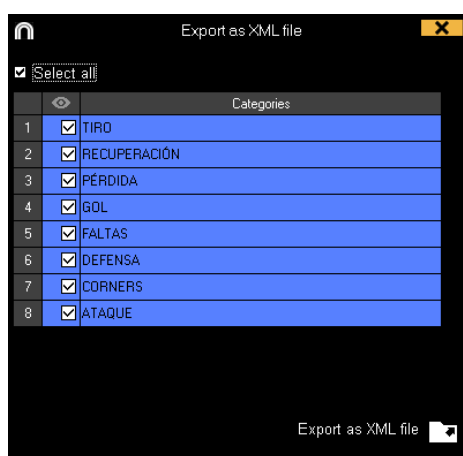 Export as XML file
Select all
Categories
1 TIRO
2 RECUPERACIÓN
3 PÉRDIDA
4 GOL
5 FALTAS
6 DEFENSA
7 CORNERS
8 ATAQUE
Export as XML file